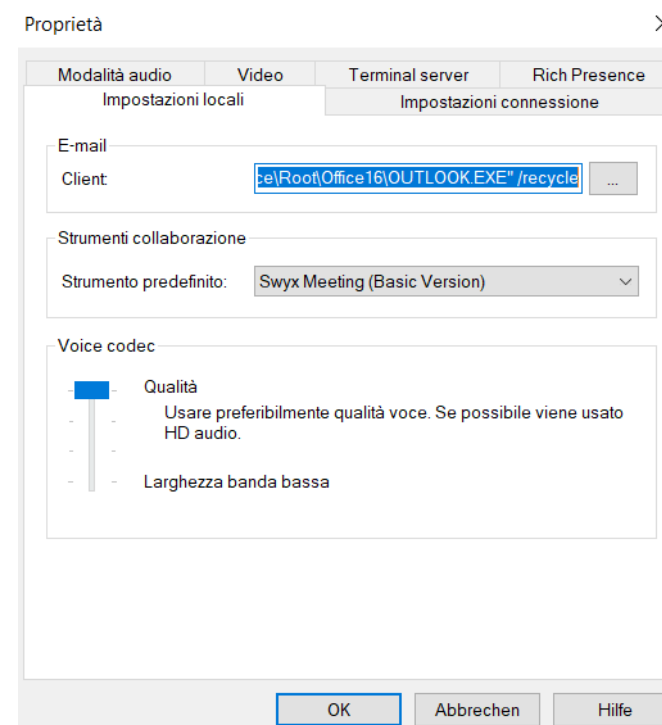 Proprietà
Modalità audio
Video
Terminal server
Rich Presence
Impostazioni locali
Impostazioni connessione
E-mail
Client:
ce\Root\Office16\OUTLOOK.EXE" /recycle
...
Strumenti collaborazione
Strumento predefinito:
Swyx Meeting (Basic Version)
Voice codec
Qualità
Usare preferibilmente qualità voce. Se possibile viene usato
HD audio.
Larghezza banda bassa
OK
Abbrechen
Hilfe